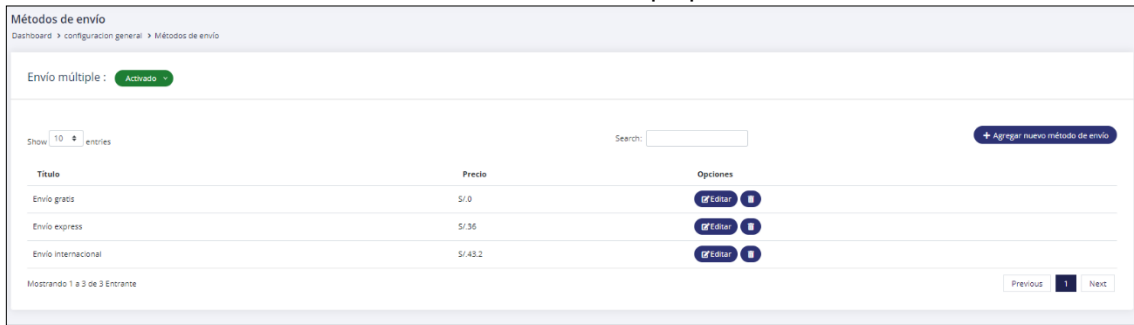 Métodos de envío
Dashboard > configuracion general > Métodos de envío
Envío múltiple : Activado
Show 10 entries Search: + Agregar nuevo método de envío
Título Precio Opciones
Envío gratis S/.0 Editar
Envío express S/.36 Editar
Envío internacional S/.43.2 Editar
Mostrando 1 a 3 de 3 Entrante Previous 1 Next